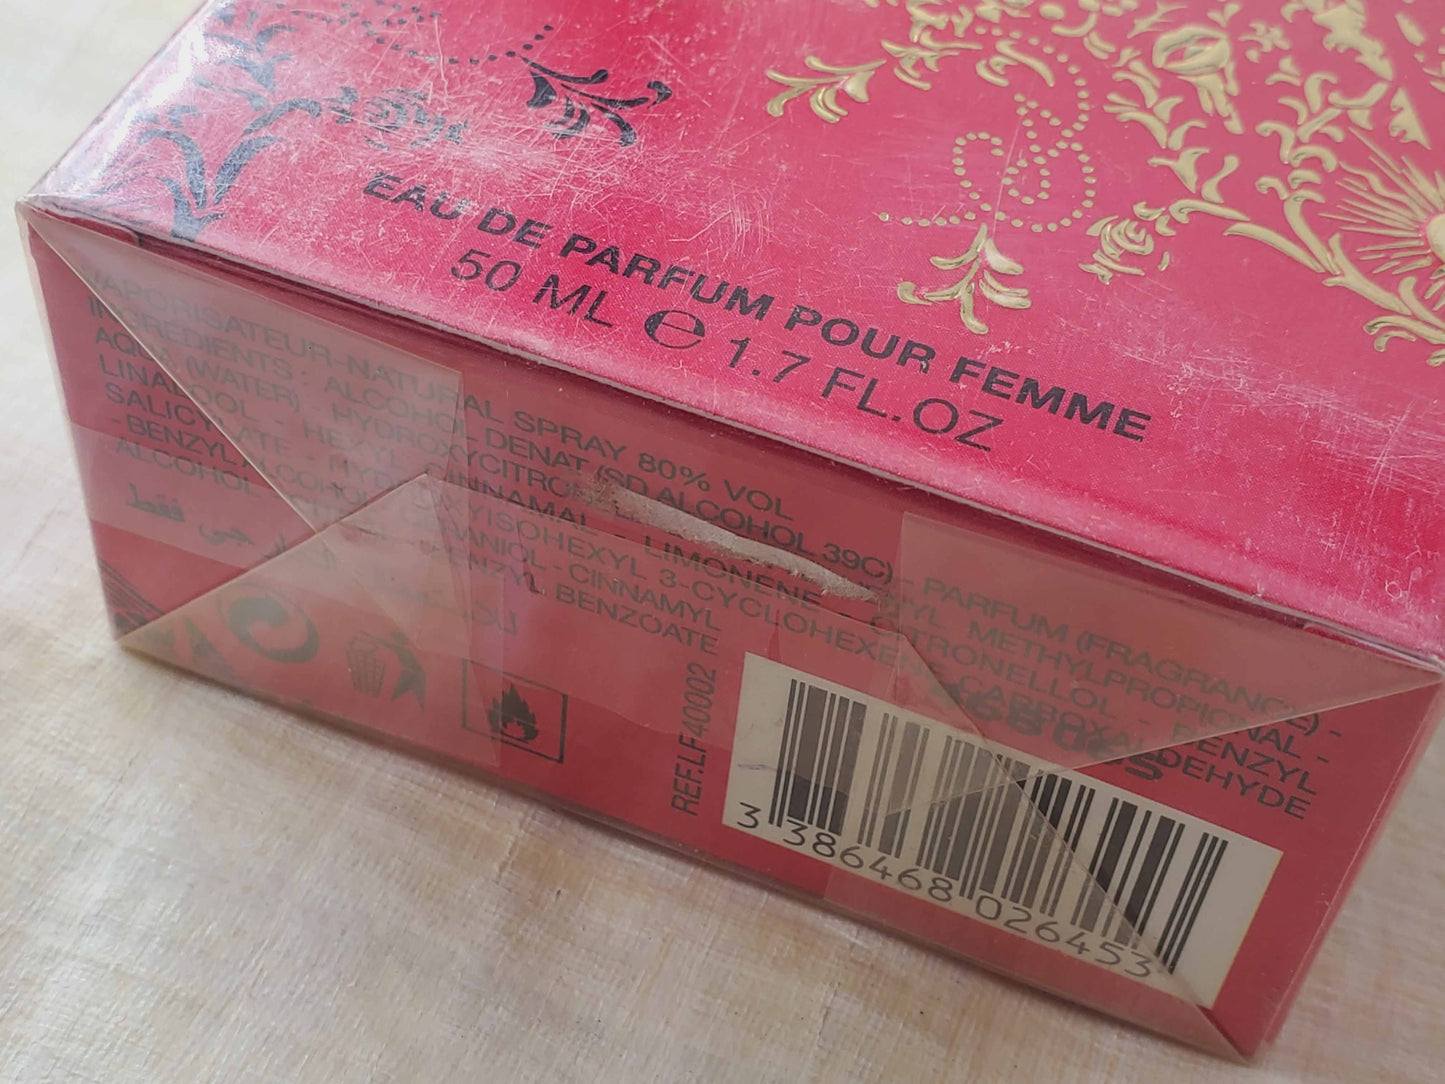 EAU DE PARFUM POUR FEMME
50 ML ℮ 1.7 FL.OZ
VAPORISATEUR-NATURAL SPRAY 80% VOL
INGREDIENTS : ALCOHOL DENAT (SD ALCOHOL 39C) - PARFUM (FRAGRANCE) -
AQUA (WATER) - HYDROXYCITRONELLAL METHYLPROPIONAL -
LINALOOL - HEXYL CINNAMAL - LIMONENE - CITRONELLOL - BENZYL
SALICYLATE - HYDROXYISOHEXYL 3-CYCLOHEXENE CARBOXALDEHYDE
- BENZYL ALCOHOL - GERANIOL - CINNAMYL
ALCOHOL - BENZYL BENZOATE
فقط
REF.LF40002
3 386468 026453